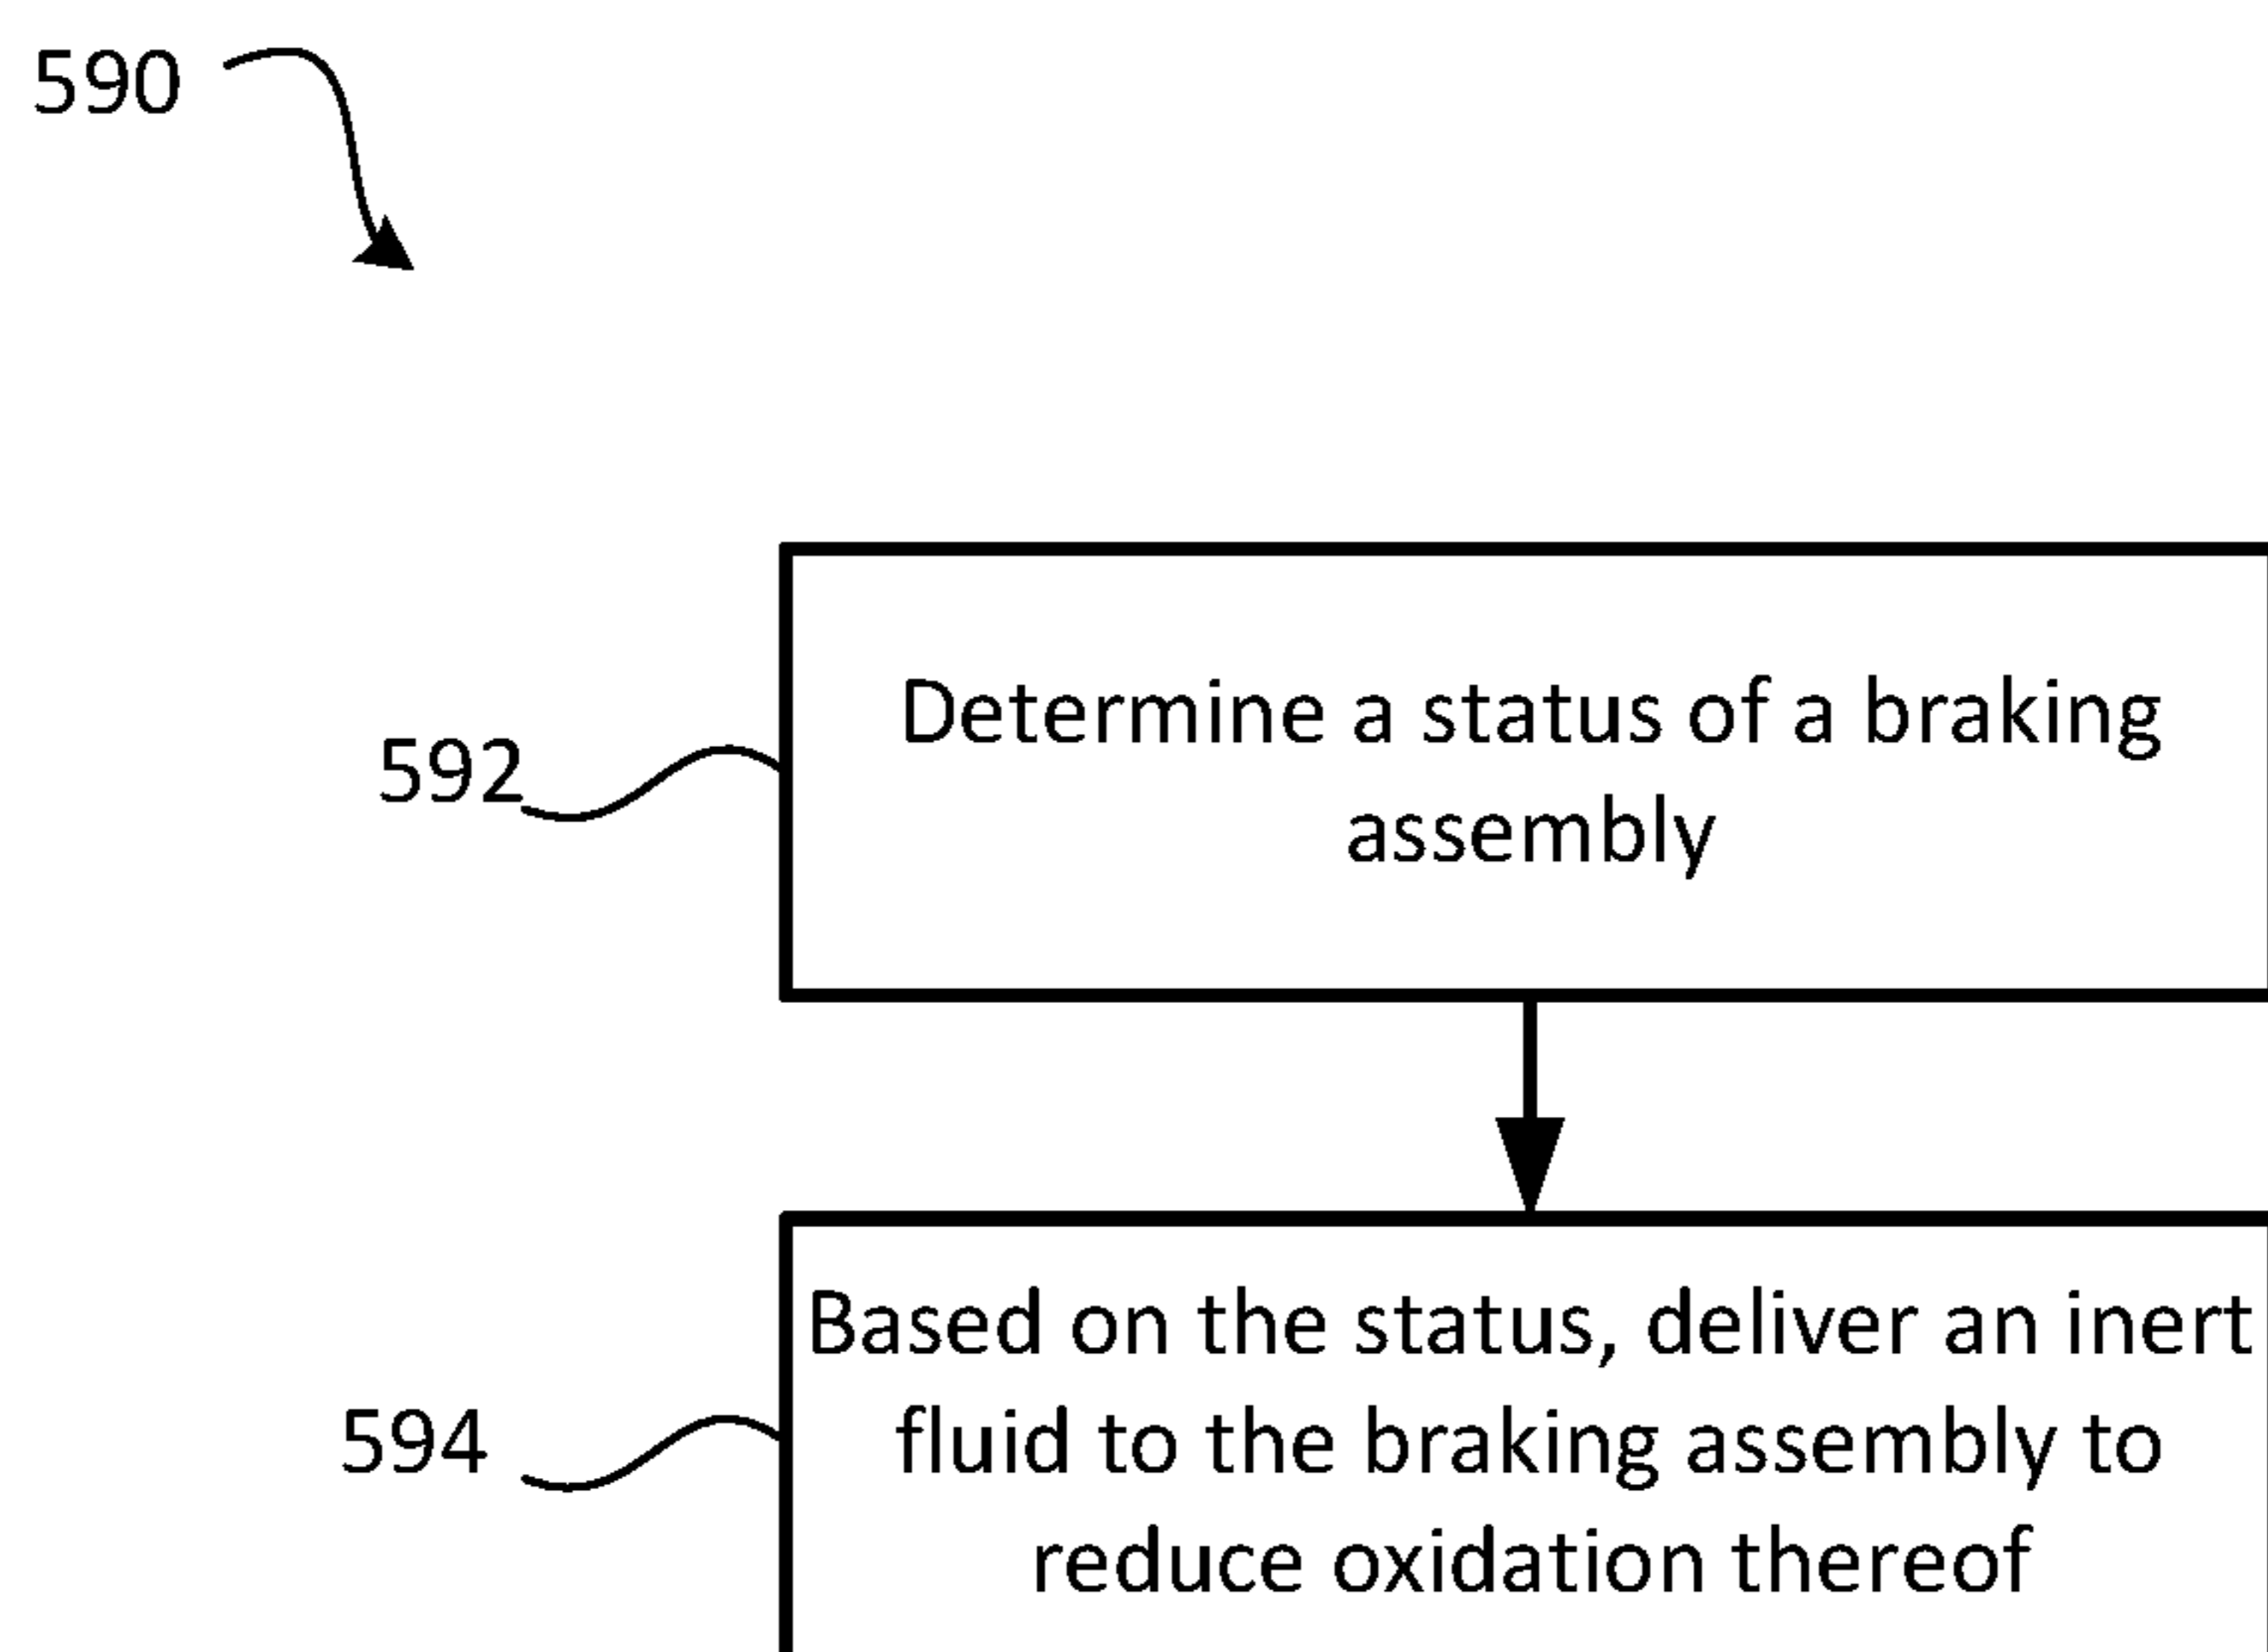 590
592
Determine a status of a braking
assembly
594
Based on the status, deliver an inert
fluid to the braking assembly to
reduce oxidation thereof